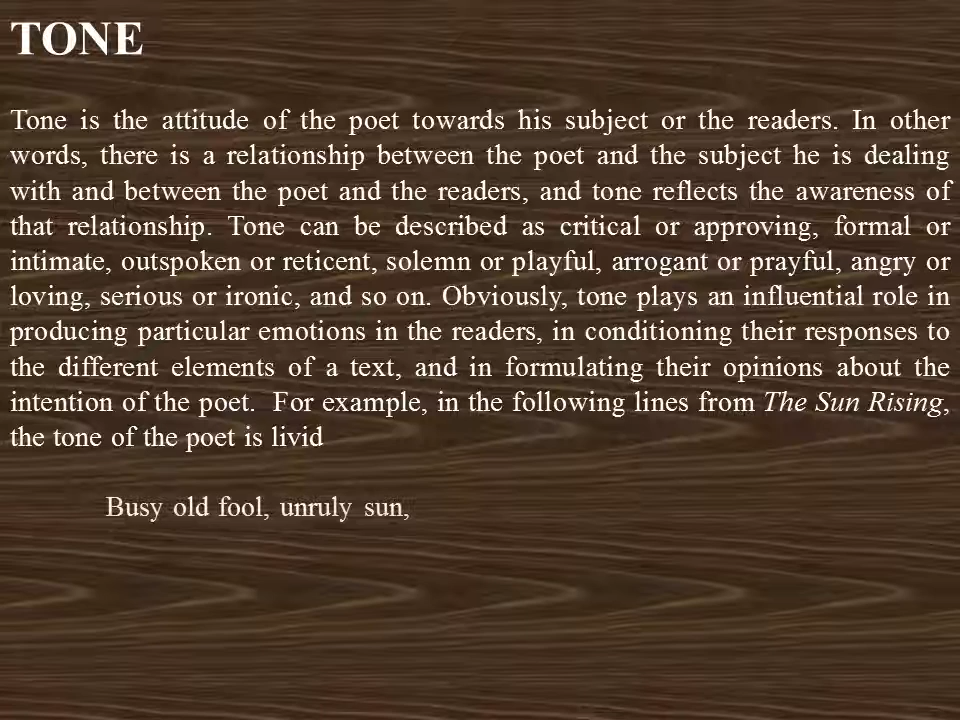 TONE
Tone is the attitude of the poet towards his subject or the readers. In other
words, there is a relationship between the poet and the subject he is dealing
with and between the poet and the readers, and tone reflects the awareness of
that relationship. Tone can be described as critical or approving, formal or
intimate, outspoken or reticent, solemn or playful, arrogant or prayful, angry or
loving, serious or ironic, and so on. Obviously, tone plays an influential role in
producing particular emotions in the readers, in conditioning their responses to
the different elements of a text, and in formulating their opinions about the
intention of the poet.  For example, in the following lines from The Sun Rising,
the tone of the poet is livid
Busy old fool, unruly sun,